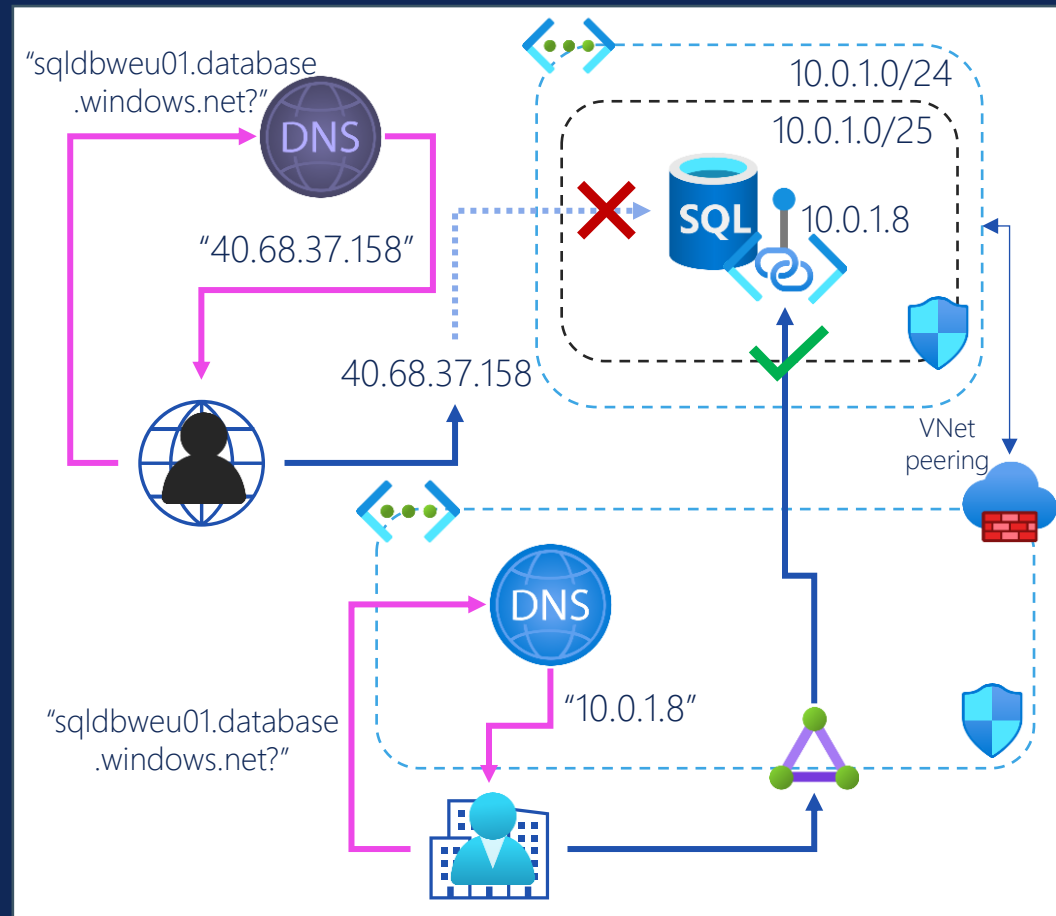 “sqldbweu01.database
.windows.net?”
DNS
“40.68.37.158”
10.0.1.0/24
10.0.1.0/25
SQL
10.0.1.8
40.68.37.158
VNet
peering
DNS
“10.0.1.8”
“sqldbweu01.database
.windows.net?”